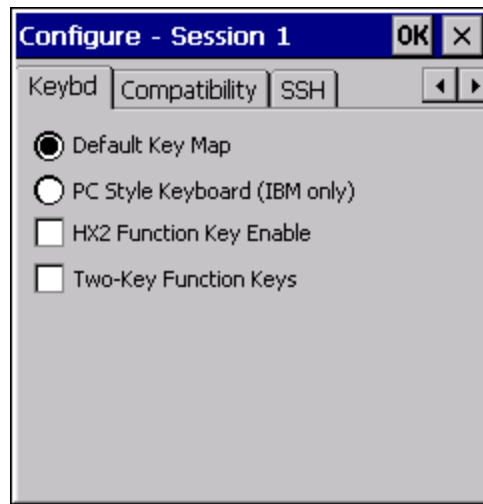 Configure - Session 1 OK ×
Keybd Compatibility SSH
Default Key Map
PC Style Keyboard (IBM only)
HX2 Function Key Enable
Two-Key Function Keys